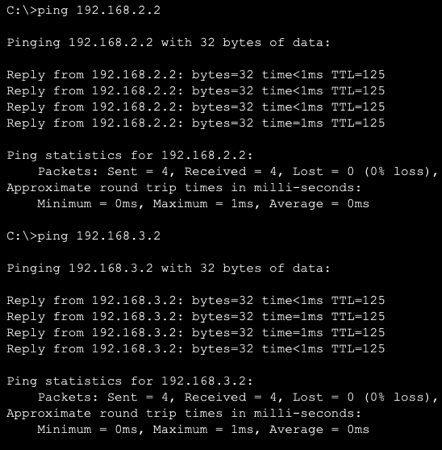 C:\>ping 192.168.2.2
Pinging 192.168.2.2 with 32 bytes of data:
Reply from 192.168.2.2: bytes=32 time<1ms TTL=125
Reply from 192.168.2.2: bytes=32 time<1ms TTL=125
Reply from 192.168.2.2: bytes=32 time<1ms TTL=125
Reply from 192.168.2.2: bytes=32 time=1ms TTL=125
Ping statistics for 192.168.2.2:
    Packets: Sent = 4, Received = 4, Lost = 0 (0% loss),
Approximate round trip times in milli-seconds:
    Minimum = 0ms, Maximum = 1ms, Average = 0ms
C:\>ping 192.168.3.2
Pinging 192.168.3.2 with 32 bytes of data:
Reply from 192.168.3.2: bytes=32 time<1ms TTL=125
Reply from 192.168.3.2: bytes=32 time=1ms TTL=125
Reply from 192.168.3.2: bytes=32 time=1ms TTL=125
Reply from 192.168.3.2: bytes=32 time<1ms TTL=125
Ping statistics for 192.168.3.2:
    Packets: Sent = 4, Received = 4, Lost = 0 (0% loss),
Approximate round trip times in milli-seconds:
    Minimum = 0ms, Maximum = 1ms, Average = 0ms